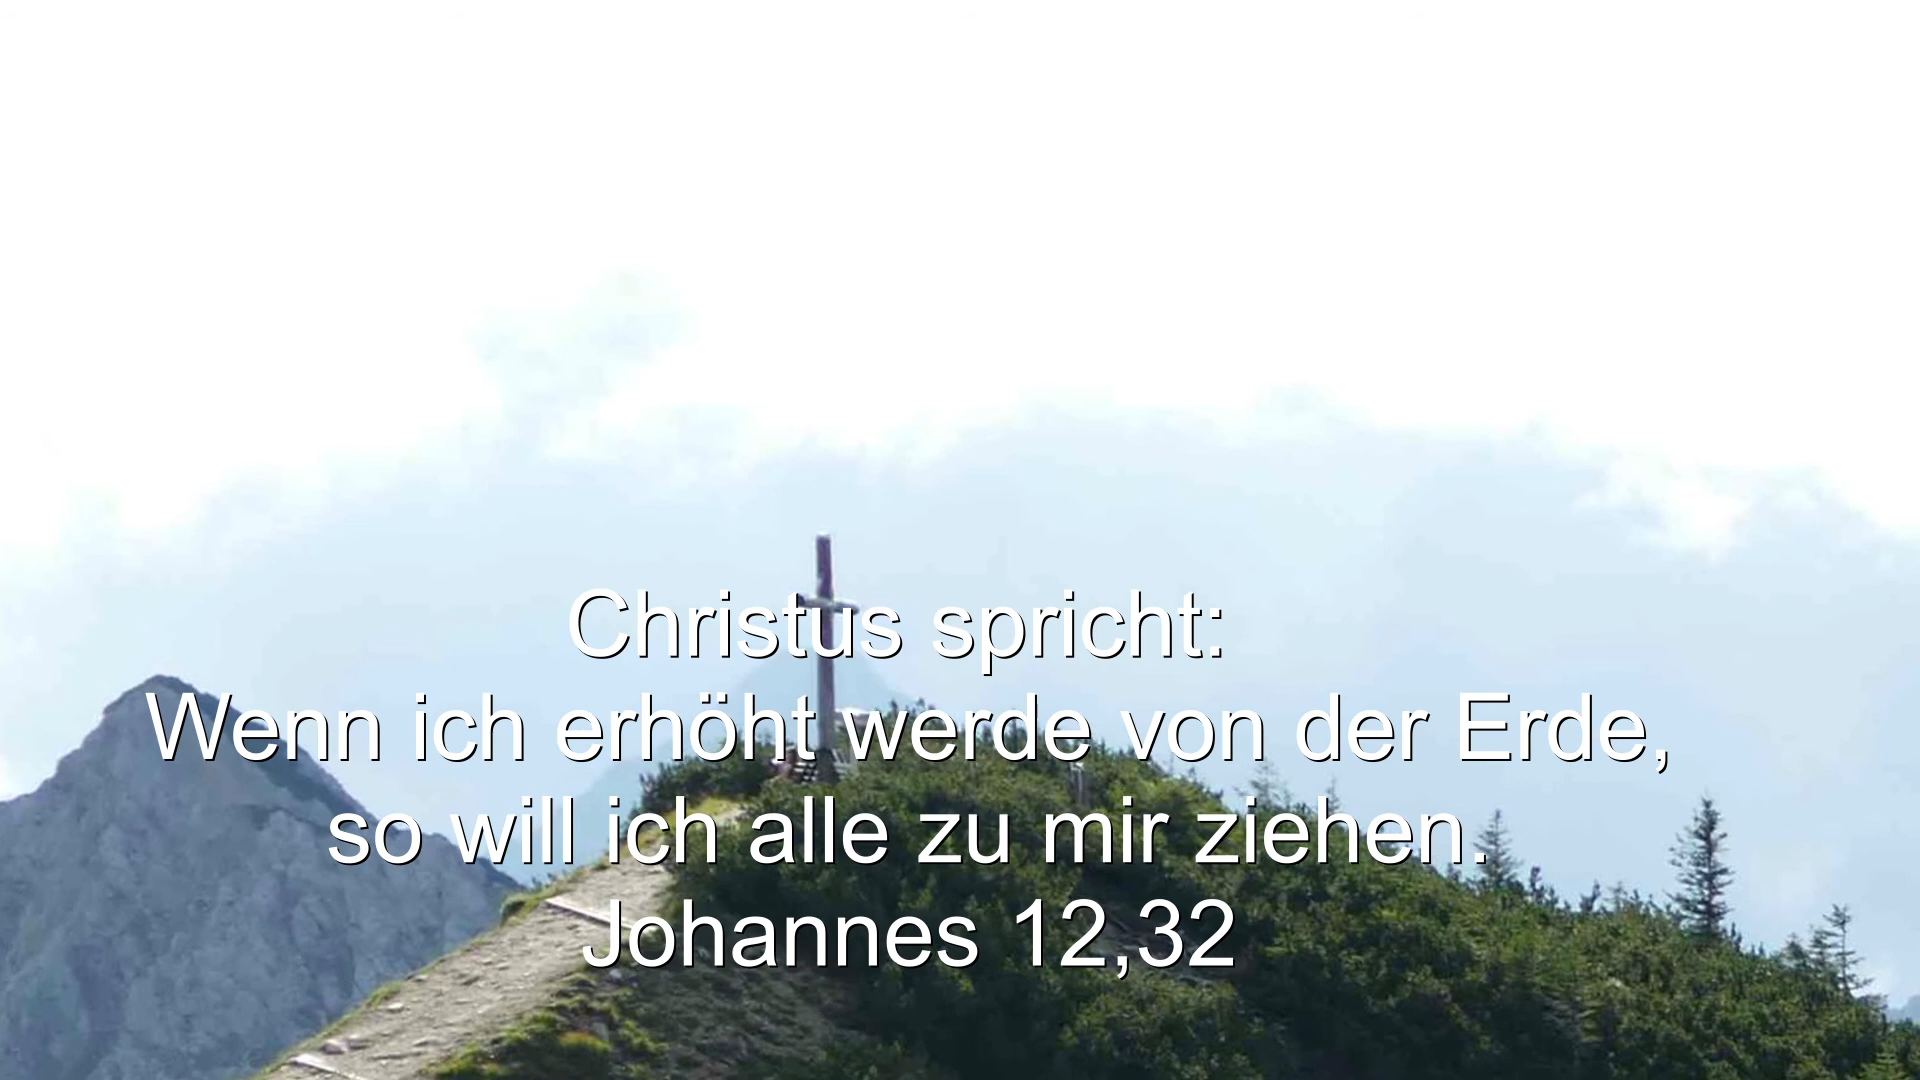 Christus spricht:
Wenn ich erhöht werde von der Erde,
so will ich alle zu mir ziehen.
Johannes 12,32